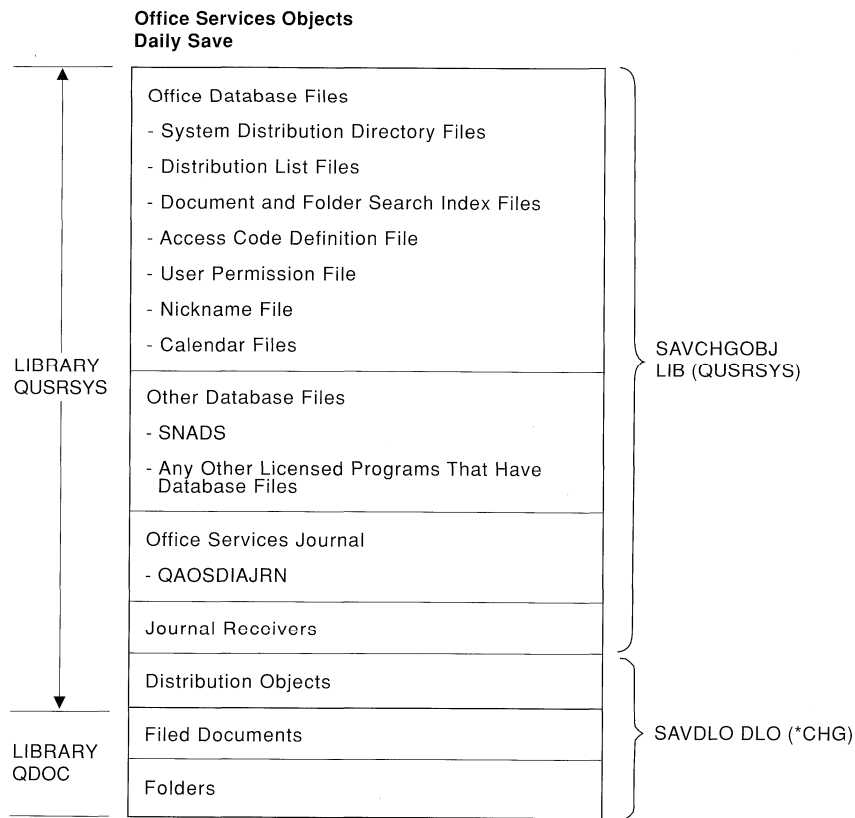 Office Services Objects
Daily Save
Office Database Files
- System Distribution Directory Files
- Distribution List Files
- Document and Folder Search Index Files
- Access Code Definition File
- User Permission File
- Nickname File
- Calendar Files
LIBRARY
QUSRSYS
SAVCHGOBJ
LIB (QUSRSYS)
Other Database Files
- SNADS
- Any Other Licensed Programs That Have
Database Files
Office Services Journal
- QAOSDIAJRN
Journal Receivers
Distribution Objects
Filed Documents
Folders
LIBRARY
QDOC
SAVDLO DLO (*CHG)